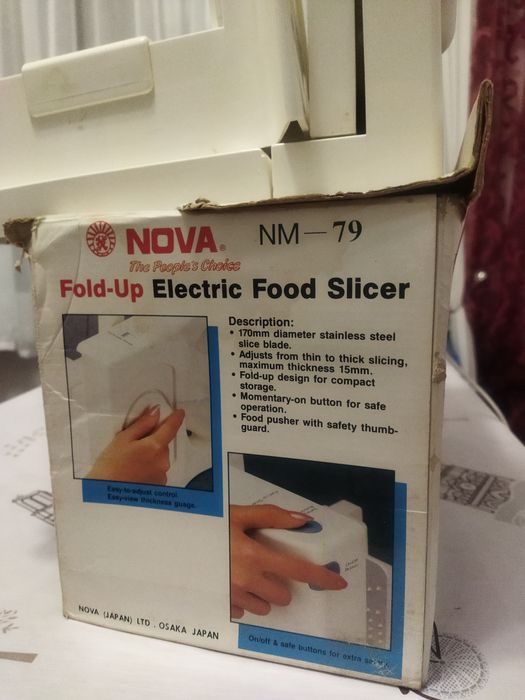 NOVA®
NM-79
The People's Choice
Fold-Up Electric Food Slicer
Description:
• 170mm diameter stainless steel
slice blade.
• Adjusts from thin to thick slicing,
maximum thickness 15mm.
• Fold-up design for compact
storage.
• Momentary-on button for safe
operation.
• Food pusher with safety thumb-
guard.
Easy-to-adjust control
Easy-view thickness guage.
On/off & safe buttons for extra safety.
NOVA (JAPAN) LTD. OSAKA JAPAN